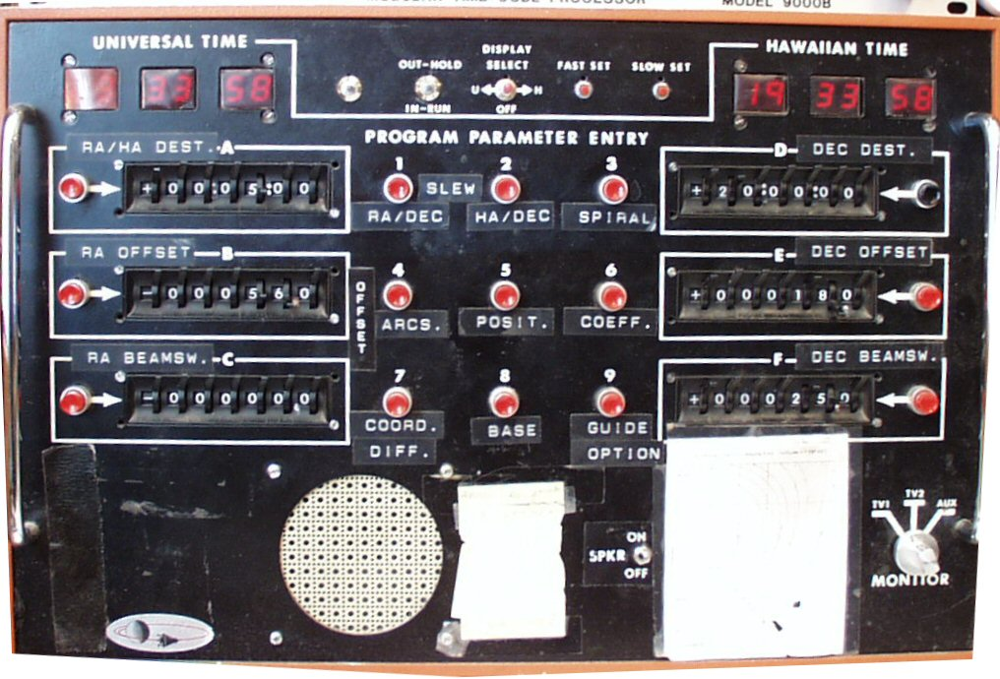 MODEL 9000B
UNIVERSAL TIME
33 58
OUT-HOLD
IN-RUN
DISPLAY
SELECT
U H
OFF
FAST SET
SLOW SET
HAWAIIAN TIME
19 33 58
PROGRAM PARAMETER ENTRY
RA/HA DEST. A
+ 0 0:0 5:0 0
1 2 3
SLEW
RA/DEC HA/DEC SPIRAL
D DEC DEST.
+ 2 0:0 0:0 0
RA OFFSET B
- 0 0 0 5 6 0
OFFSET
4 5 6
ARCS. POSIT. COEFF.
E DEC OFFSET
+ 0 0 0 1 8 0
RA BEAMSW. C
- 0 0 0 0 0 0
7 8 9
COORD. DIFF.
BASE
GUIDE OPTION
F DEC BEAMSW.
+ 0 0 0 2 5 0
ON
SPKR
OFF
TV1 TV2 AUX
MONITOR